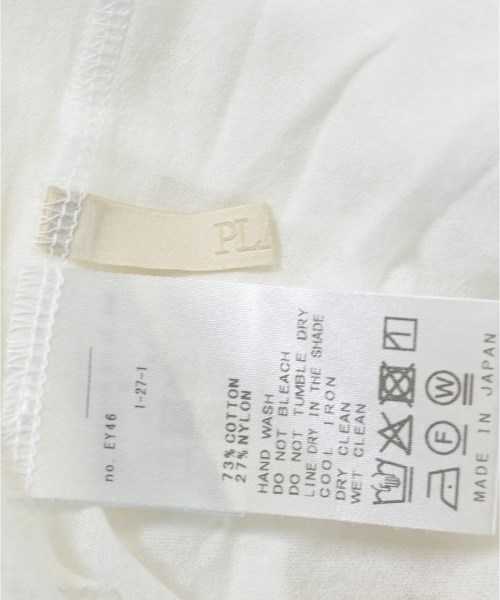 PLA
no. EY46
1-27-1
73% COTTON
27% NYLON
HAND WASH
DO NOT BLEACH
DO NOT TUMBLE DRY
LINE DRY IN THE SHADE
COOL IRON
DRY CLEAN
WET CLEAN
F W
MADE IN JAPAN